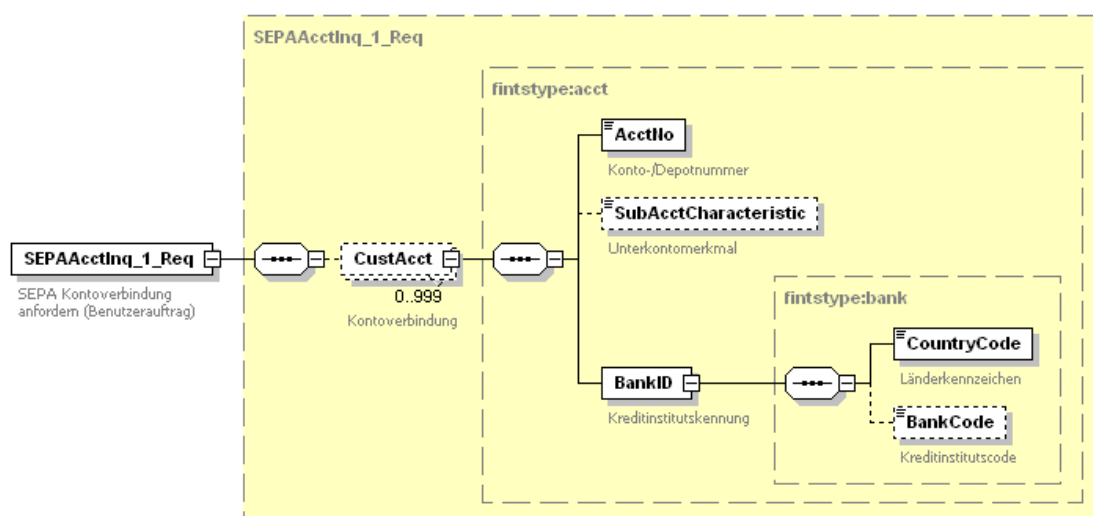 SEPAAcctInq_1_Req
fintstype:acct
AcctNo
Konto-/Depotnummer
SubAcctCharacteristic
Unterkontomerkmal
SEPAAcctInq_1_Req
SEPA Kontoverbindung
anfordern (Benutzerauftrag)
CustAcct
0..999
Kontoverbindung
fintstype:bank
CountryCode
Länderkennzeichen
BankID
Kreditinstitutskennung
BankCode
Kreditinstitutscode